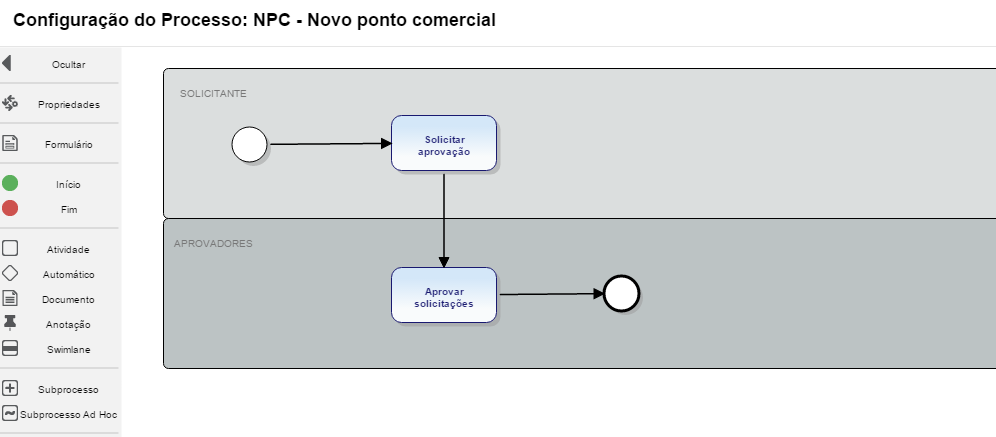 Configuração do Processo: NPC - Novo ponto comercial
Ocultar
Propriedades
Formulário
Início
Fim
Atividade
Automático
Documento
Anotação
Swimlane
Subprocesso
Subprocesso Ad Hoc
SOLICITANTE
Solicitar
aprovação
APROVADORES
Aprovar
solicitações